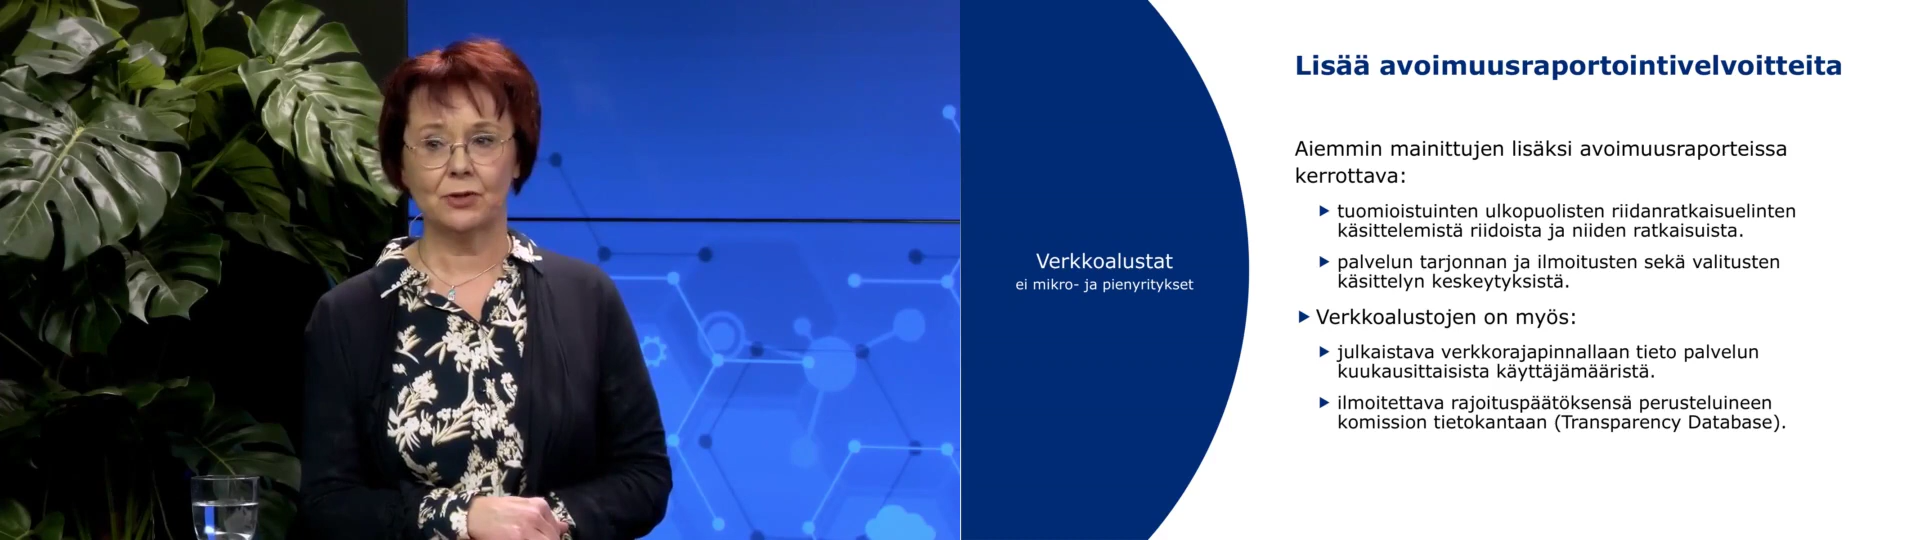 Lisää avoimuusraportointivelvoitteita
Verkkoalustat
ei mikro- ja pienyritykset
Aiemmin mainittujen lisäksi avoimuusraporteissa
kerrottava:
tuomioistuinten ulkopuolisten riidanratkaisuelinten
käsittelemistä riidoista ja niiden ratkaisuista.
palvelun tarjonnan ja ilmoitusten sekä valitusten
käsittelyn keskeytyksistä.
Verkkoalustojen on myös:
julkaistava verkkorajapinnallaan tieto palvelun
kuukausittaisista käyttäjämääristä.
ilmoitettava rajoituspäätöksensä perusteluineen
komission tietokantaan (Transparency Database).